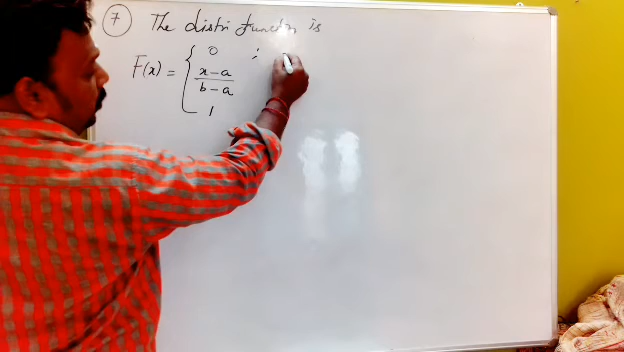 7 The distri function is
F(x) = { 0 ;
x - a
b - a
1